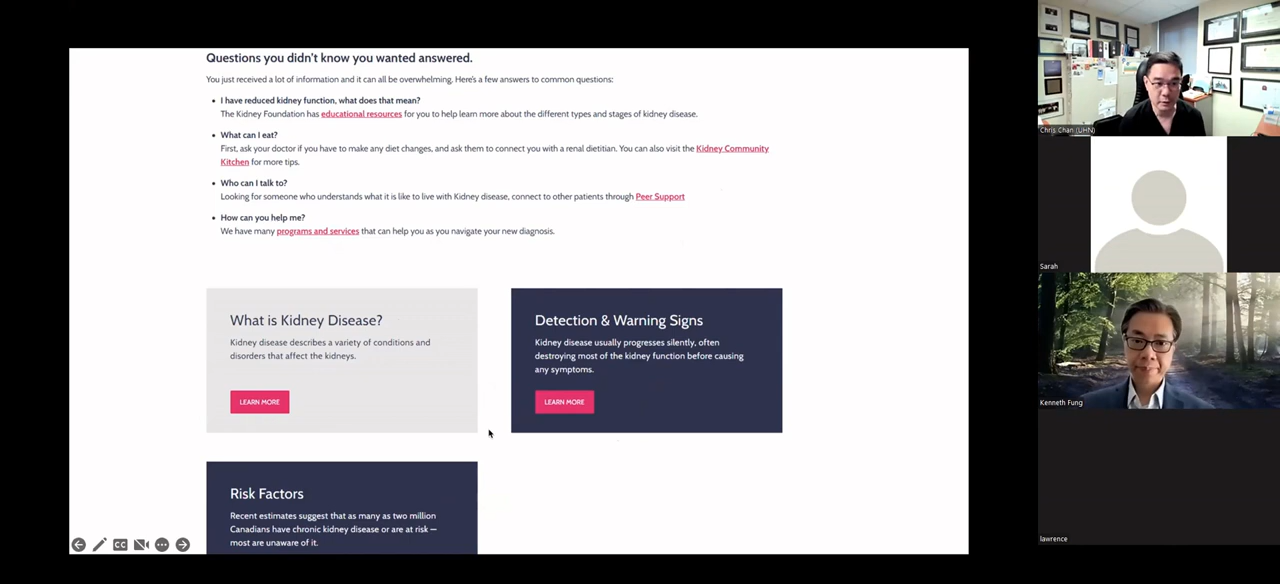 Questions you didn't know you wanted answered.
You just received a lot of information and it can all be overwhelming. Here's a few answers to common questions:
• I have reduced kidney function, what does that mean?
The Kidney Foundation has educational resources for you to help learn more about the different types and stages of kidney disease.
• What can I eat?
First, ask your doctor if you have to make any diet changes, and ask them to connect you with a renal dietitian. You can also visit the Kidney Community
Kitchen for more tips.
• Who can I talk to?
Looking for someone who understands what it is like to live with Kidney disease, connect to other patients through Peer Support
• How can you help me?
We have many programs and services that can help you as you navigate your new diagnosis.
What is Kidney Disease?
Kidney disease describes a variety of conditions and
disorders that affect the kidneys.
LEARN MORE
Detection & Warning Signs
Kidney disease usually progresses silently, often
destroying most of the kidney function before causing
any symptoms.
LEARN MORE
Risk Factors
Recent estimates suggest that as many as two million
Canadians have chronic kidney disease or are at risk —
most are unaware of it.
CC
Chris Chan (UHN)
Sarah
Kenneth Fung
lawrence